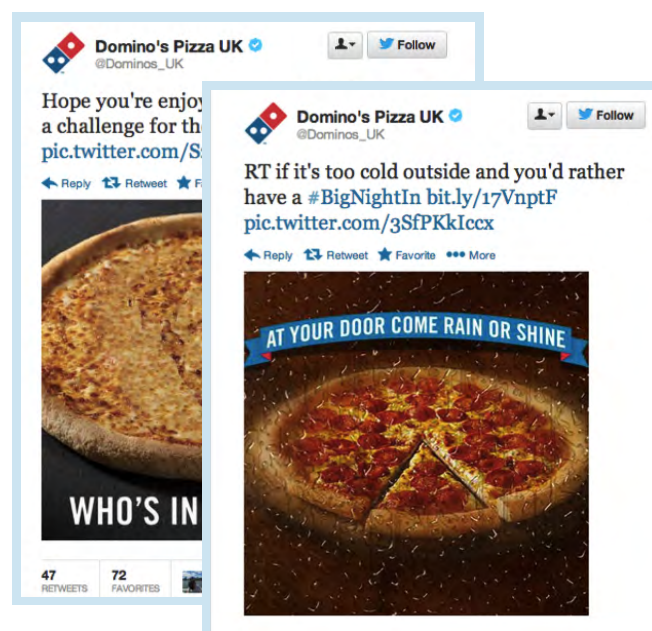 Domino's Pizza UK
@Dominos_UK
Follow
Hope you're enjoy
a challenge for th
pic.twitter.com/S
Reply Retweet F
WHO'S IN
47
RETWEETS
72
FAVORITES
Domino's Pizza UK
@Dominos_UK
Follow
RT if it's too cold outside and you'd rather
have a #BigNightIn bit.ly/17VnptF
pic.twitter.com/3SfPKkIccx
Reply Retweet Favorite More
AT YOUR DOOR COME RAIN OR SHINE